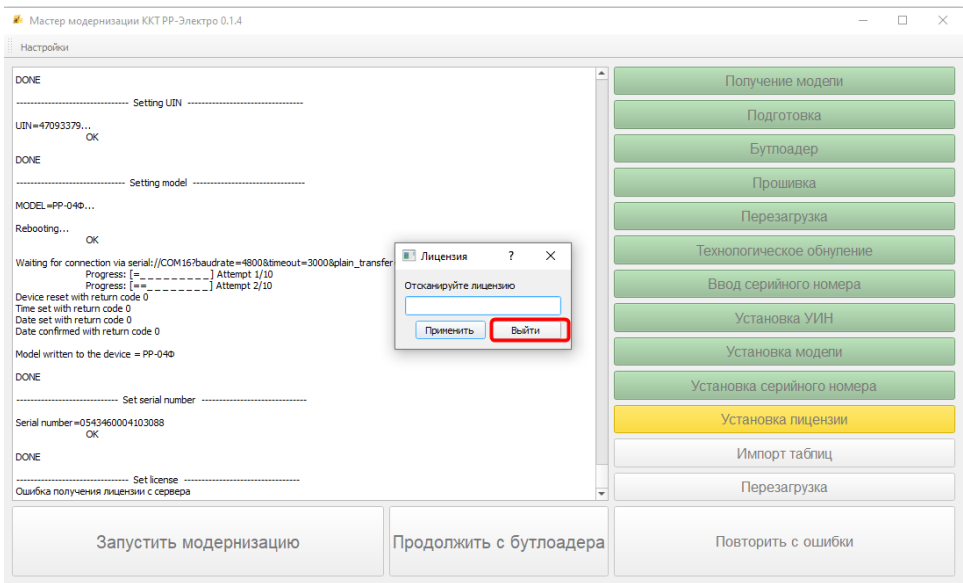 Мастер модернизации ККТ РР-Электро 0.1.4
Настройки
DONE
------------------------------- Setting UIN --------------------------------
UIN=47093379...
OK
DONE
------------------------------ Setting model -------------------------------
MODEL=РР-04Ф...
Rebooting...
OK
Waiting for connection via serial://COM16?baudrate=4800&timeout=3000&plain_transfer
Progress: [=_________] Attempt 1/10
Progress: [==________] Attempt 2/10
Device reset with return code 0
Time set with return code 0
Date set with return code 0
Date confirmed with return code 0
Model written to the device = РР-04Ф
DONE
---------------------------- Set serial number -----------------------------
Serial number=0543460004103088
OK
DONE
------------------------------- Set license --------------------------------
Ошибка получения лицензии с сервера
Лицензия ?
Отсканируйте лицензию
Применить Выйти
Получение модели
Подготовка
Бутлоадер
Прошивка
Перезагрузка
Технологическое обнуление
Ввод серийного номера
Установка УИН
Установка модели
Установка серийного номера
Установка лицензии
Импорт таблиц
Перезагрузка
Запустить модернизацию
Продолжить с бутлоадера
Повторить с ошибки